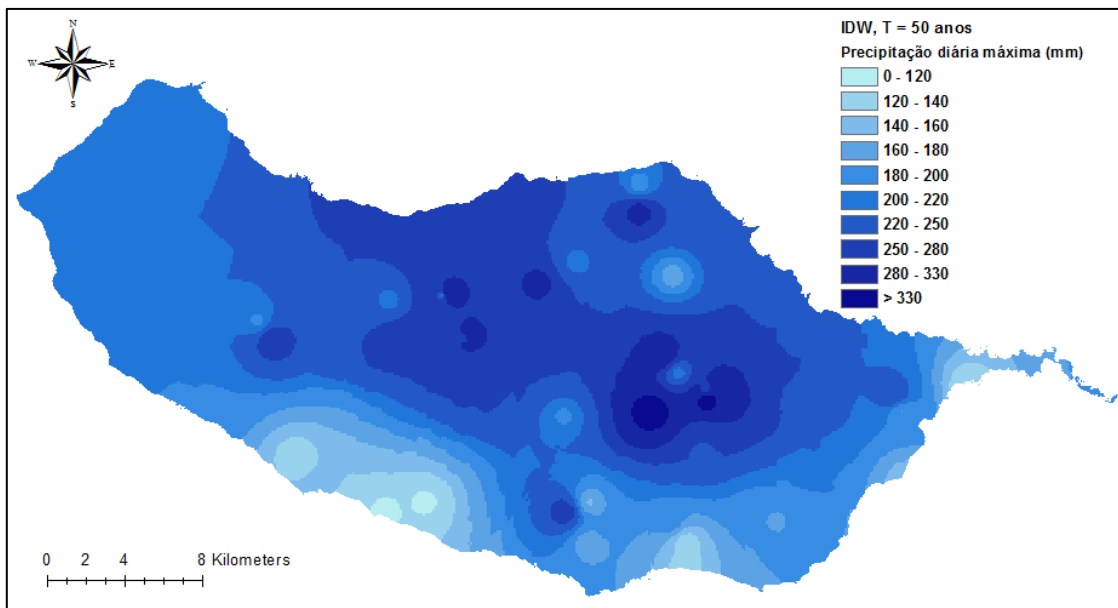 N
W E
S
IDW, T = 50 anos
Precipitação diária máxima (mm)
0 - 120
120 - 140
140 - 160
160 - 180
180 - 200
200 - 220
220 - 250
250 - 280
280 - 330
> 330
0 2 4 8 Kilometers